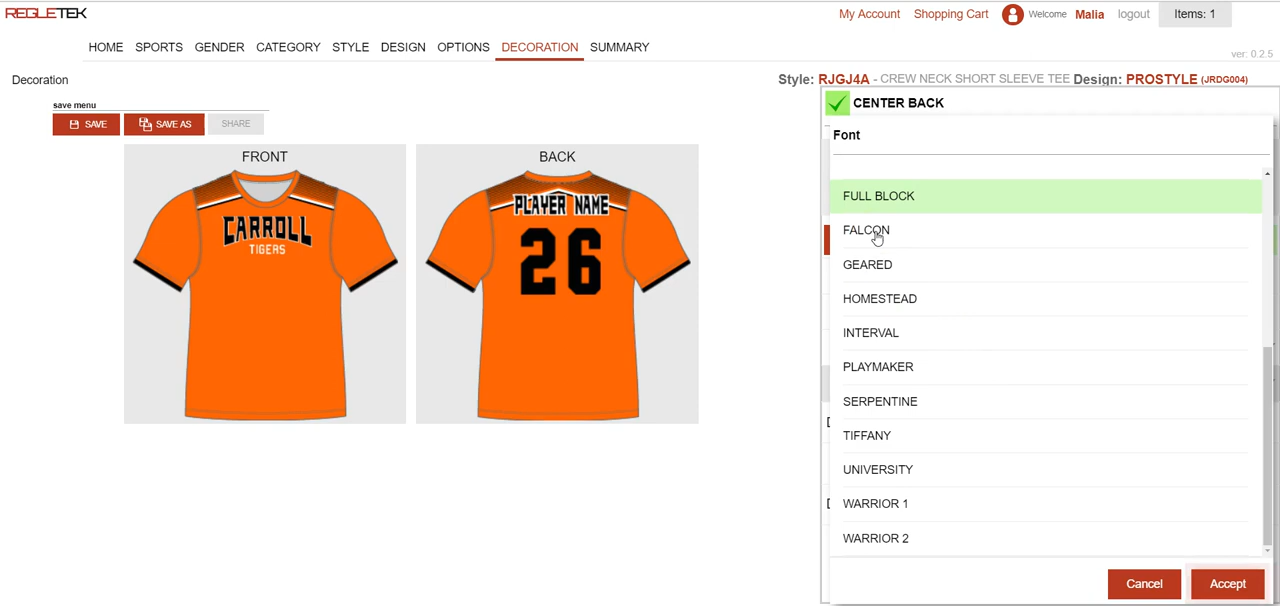 REGLETEK
My Account Shopping Cart Welcome Malia logout Items: 1
HOME SPORTS GENDER CATEGORY STYLE DESIGN OPTIONS DECORATION SUMMARY
ver: 0.2.5
Decoration
Style: RJGJ4A - CREW NECK SHORT SLEEVE TEE Design: PROSTYLE (JRDG004)
save menu
SAVE SAVE AS SHARE
FRONT
CARROLL
TIGERS
BACK
PLAYER NAME
26
CENTER BACK
Font
FULL BLOCK
FALCON
GEARED
HOMESTEAD
INTERVAL
PLAYMAKER
SERPENTINE
TIFFANY
UNIVERSITY
WARRIOR 1
WARRIOR 2
Cancel Accept